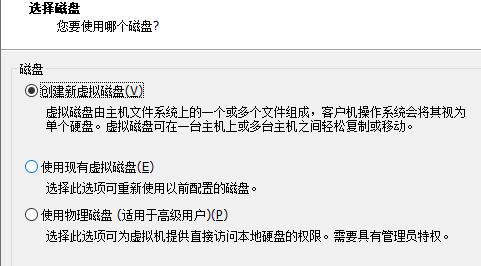 选择磁盘
您要使用哪个磁盘?
磁盘
创建新虚拟磁盘(V)
虚拟磁盘由主机文件系统上的一个或多个文件组成，客户机操作系统会将其视为
单个硬盘。虚拟磁盘可在一台主机上或多台主机之间轻松复制或移动。
使用现有虚拟磁盘(E)
选择此选项可重新使用以前配置的磁盘。
使用物理磁盘 (适用于高级用户)(P)
选择此选项可为虚拟机提供直接访问本地硬盘的权限。需要具有管理员特权。